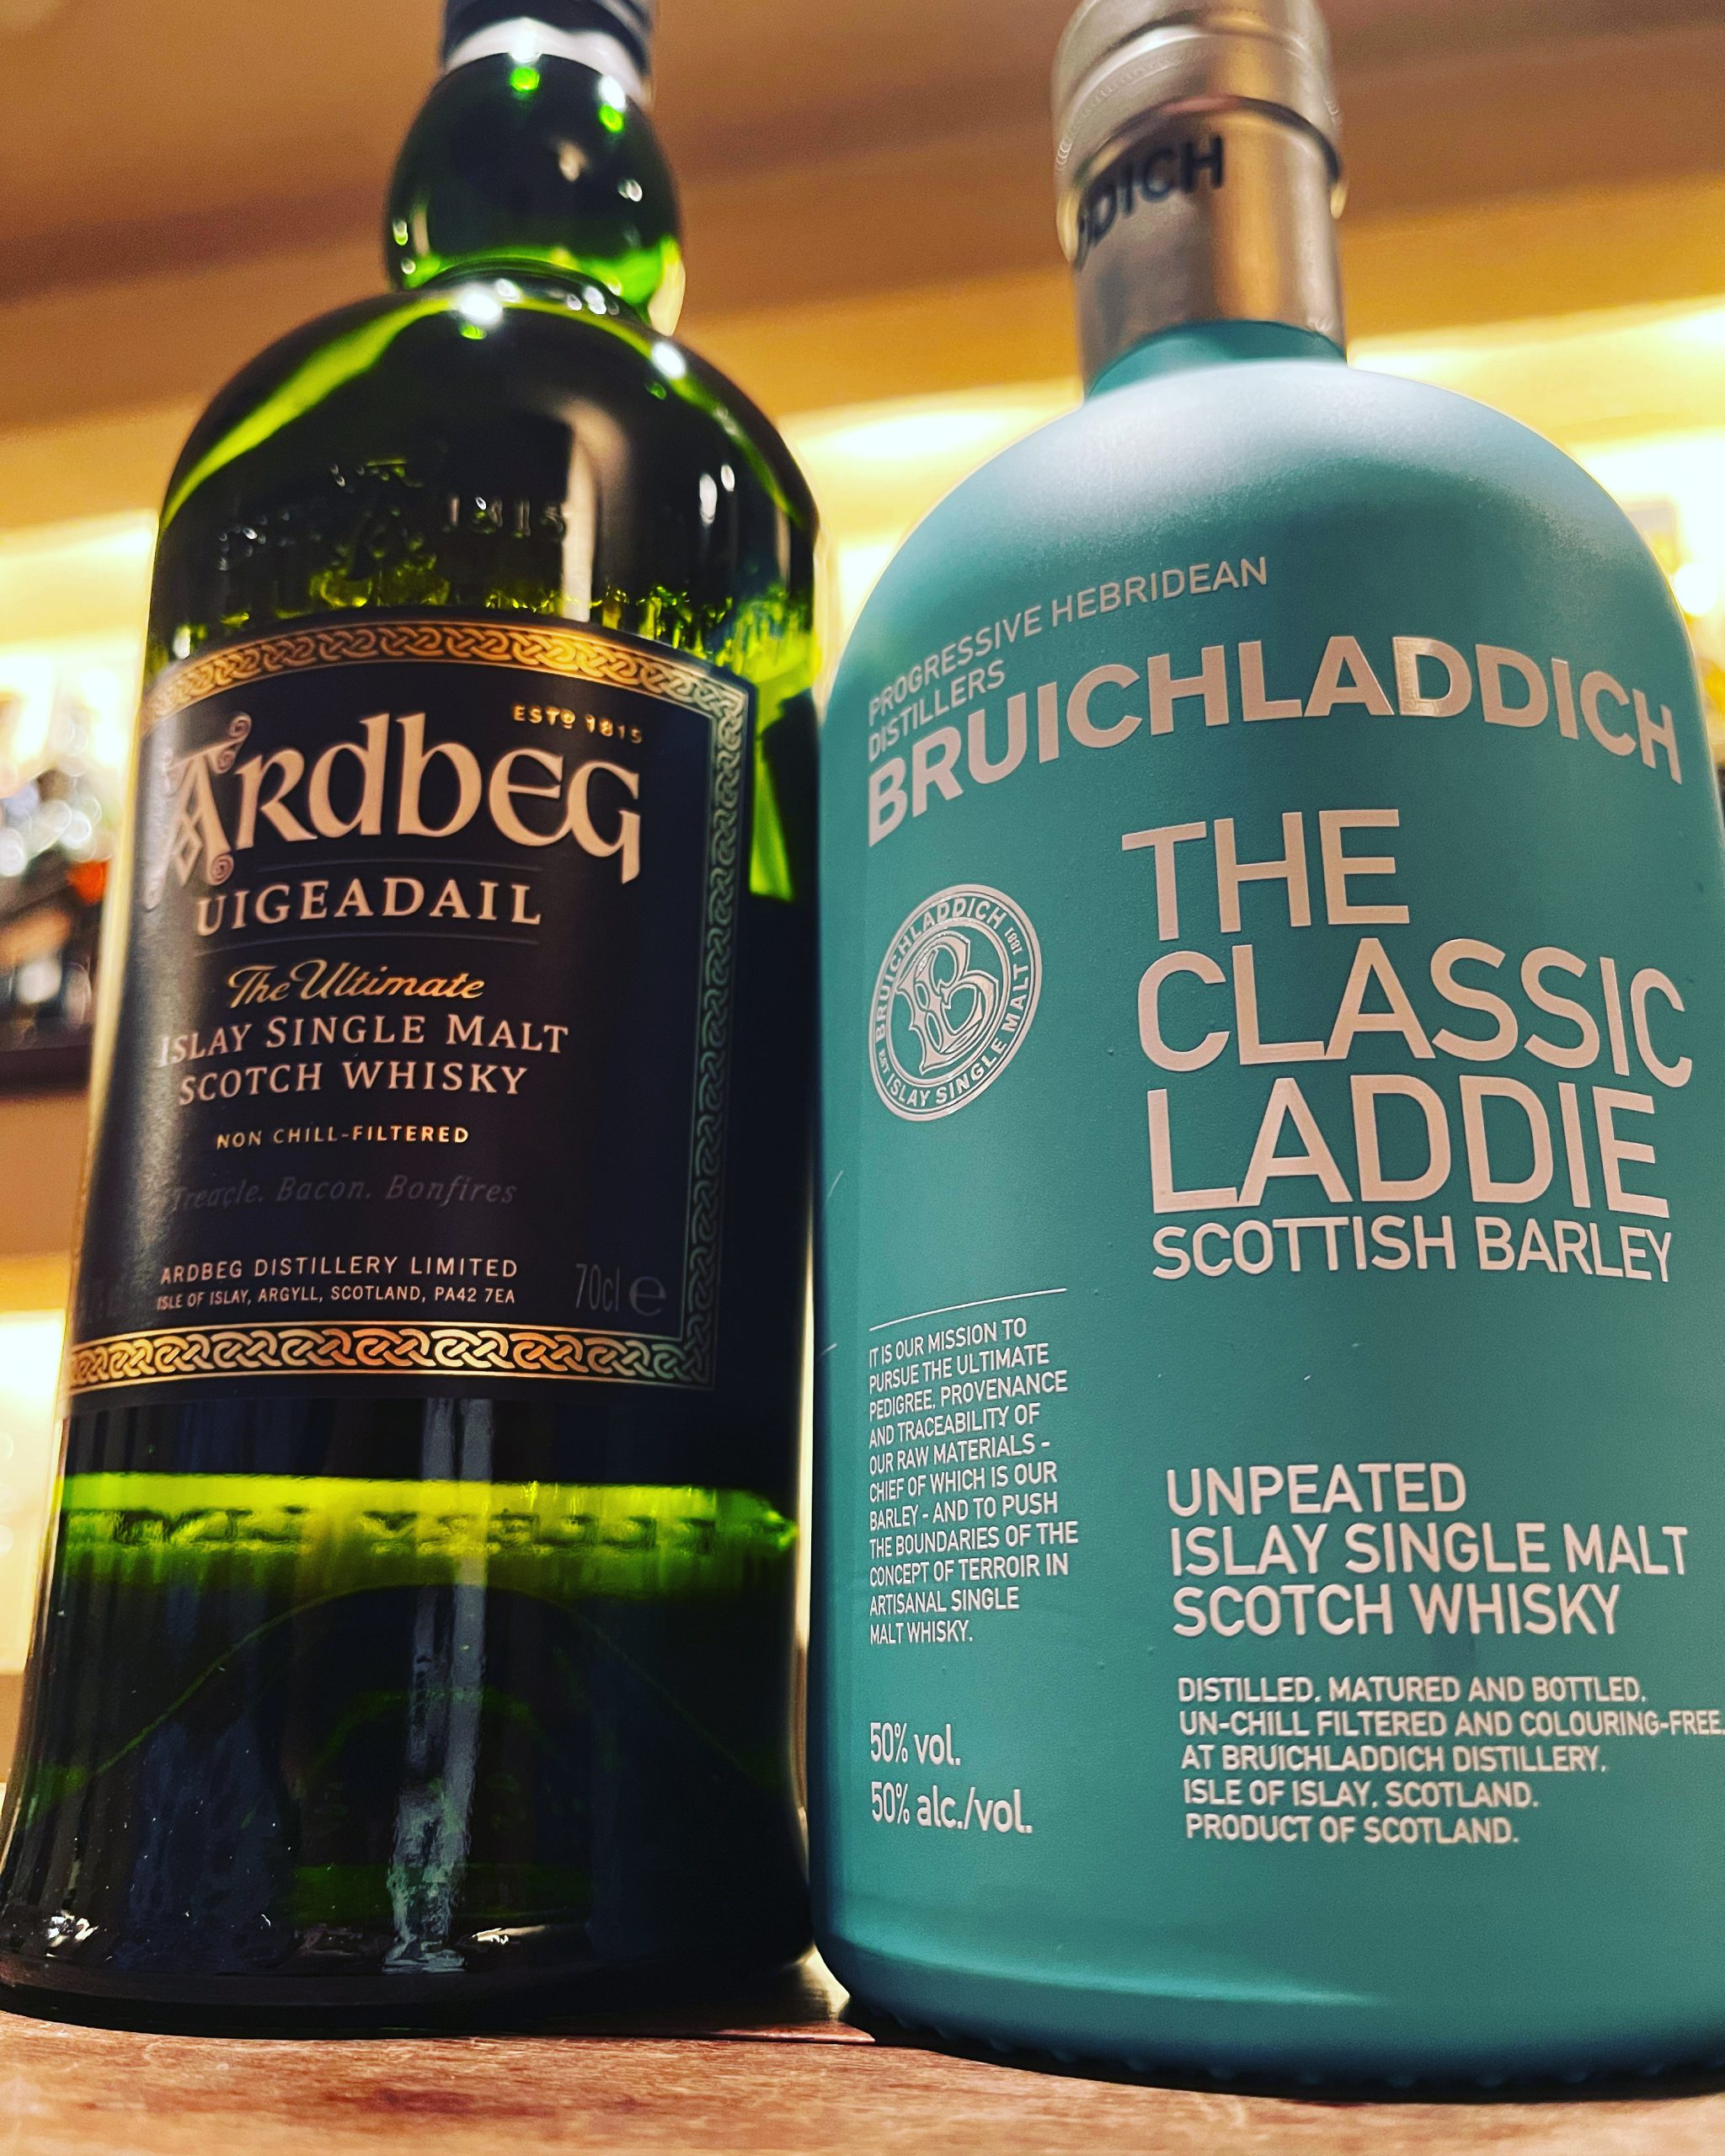 1815
ESTD 1815
ARDBEG
UIGEADAIL
The Ultimate
ISLAY SINGLE MALT
SCOTCH WHISKY
NON CHILL-FILTERED
Treacle. Bacon. Bonfires
ARDBEG DISTILLERY LIMITED
ISLE OF ISLAY, ARGYLL, SCOTLAND, PA42 7EA
70cl e
DDICH
PROGRESSIVE HEBRIDEAN
DISTILLERS
BRUICHLADDICH
THE
CLASSIC
LADDIE
SCOTTISH BARLEY
BRUICHLADDICH
B
EST 1881
ISLAY SINGLE MALT
IT IS OUR MISSION TO
PURSUE THE ULTIMATE
PEDIGREE, PROVENANCE
AND TRACEABILITY OF
OUR RAW MATERIALS -
CHIEF OF WHICH IS OUR
BARLEY - AND TO PUSH
THE BOUNDARIES OF THE
CONCEPT OF TERROIR IN
ARTISANAL SINGLE
MALT WHISKY.
50% vol.
50% alc./vol.
UNPEATED
ISLAY SINGLE MALT
SCOTCH WHISKY
DISTILLED, MATURED AND BOTTLED,
UN-CHILL FILTERED AND COLOURING-FREE,
AT BRUICHLADDICH DISTILLERY,
ISLE OF ISLAY, SCOTLAND.
PRODUCT OF SCOTLAND.